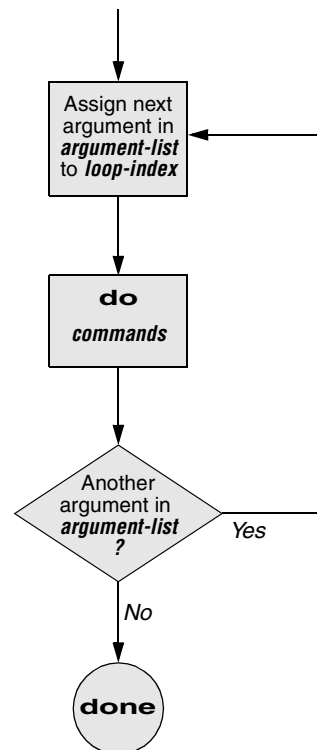 Assign next
argument in
argument-list
to loop-index
do
commands
Another
argument in
argument-list
?
Yes
No
done